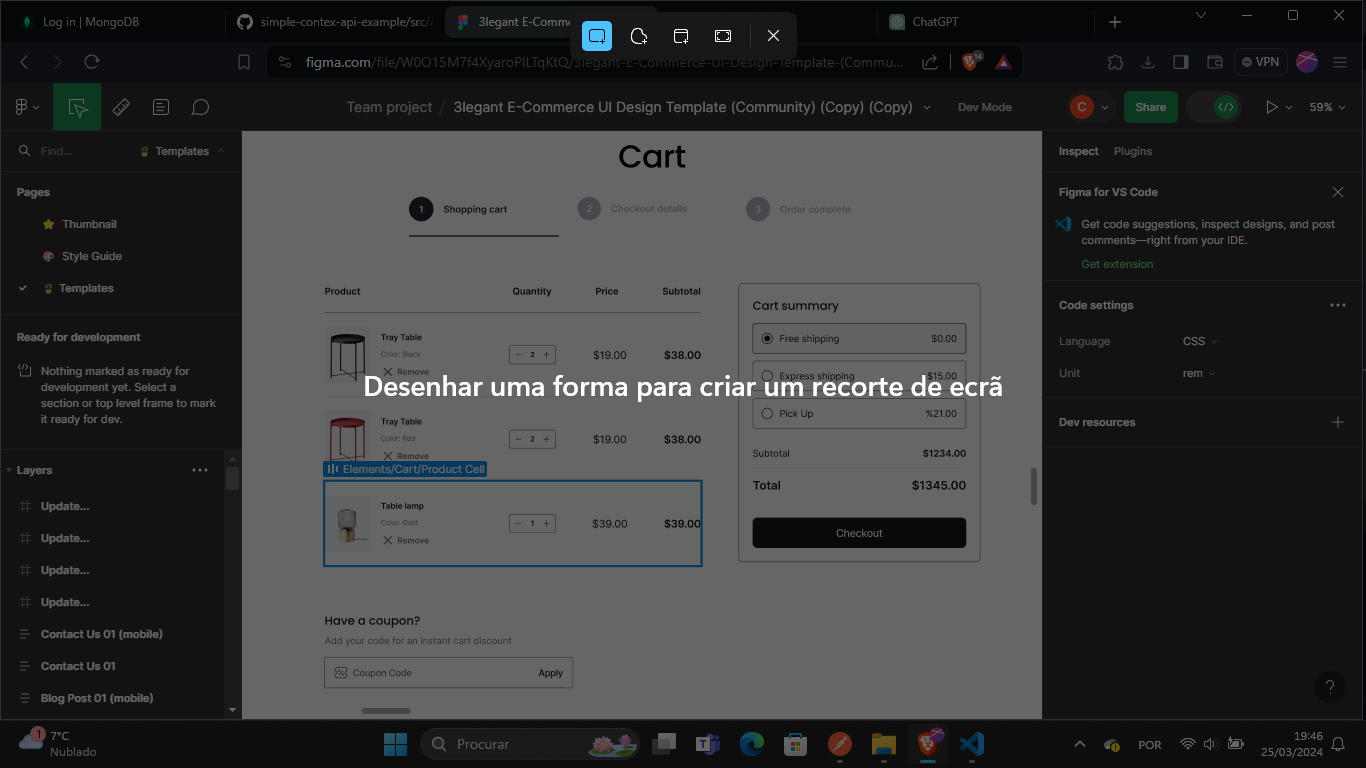 Log in | MongoDB
simple-contex-api-example/src/
3legant E-Comme
ChatGPT
figma.com/file/W0O15M7f4XyaroPILTqKtQ/3legant-E-Commerce-UI-Design-Template-(Commu...
14
VPN
Team project / 3legant E-Commerce UI Design Template (Community) (Copy) (Copy)
Dev Mode
C
Share
59%
Find...
Templates
Pages
Thumbnail
Style Guide
Templates
Ready for development
Nothing marked as ready for
development yet. Select a
section or top level frame to mark
it ready for dev.
Layers
Update...
Update...
Update...
Update...
Contact Us 01 (mobile)
Contact Us 01
Blog Post 01 (mobile)
Cart
1 Shopping cart
2 Checkout details
3 Order complete
Product Quantity Price Subtotal
Tray Table
Color: Black
Remove
2 $19.00 $38.00
Desenhar uma forma para criar um recorte de ecrã
Tray Table
Color: Red
Remove
2 $19.00 $38.00
Elements/Cart/Product Cell
Table lamp
Color: Gold
Remove
1 $39.00 $39.00
Cart summary
Free shipping $0.00
Express shipping $15.00
Pick Up %21.00
Subtotal $1234.00
Total $1345.00
Checkout
Have a coupon?
Add your code for an instant cart discount
Coupon Code Apply
Inspect Plugins
Figma for VS Code
Get code suggestions, inspect designs, and post
comments—right from your IDE.
Get extension
Code settings
Language CSS
Unit rem
Dev resources
?
1
7°C
Nublado
Procurar
POR
19:46
25/03/2024